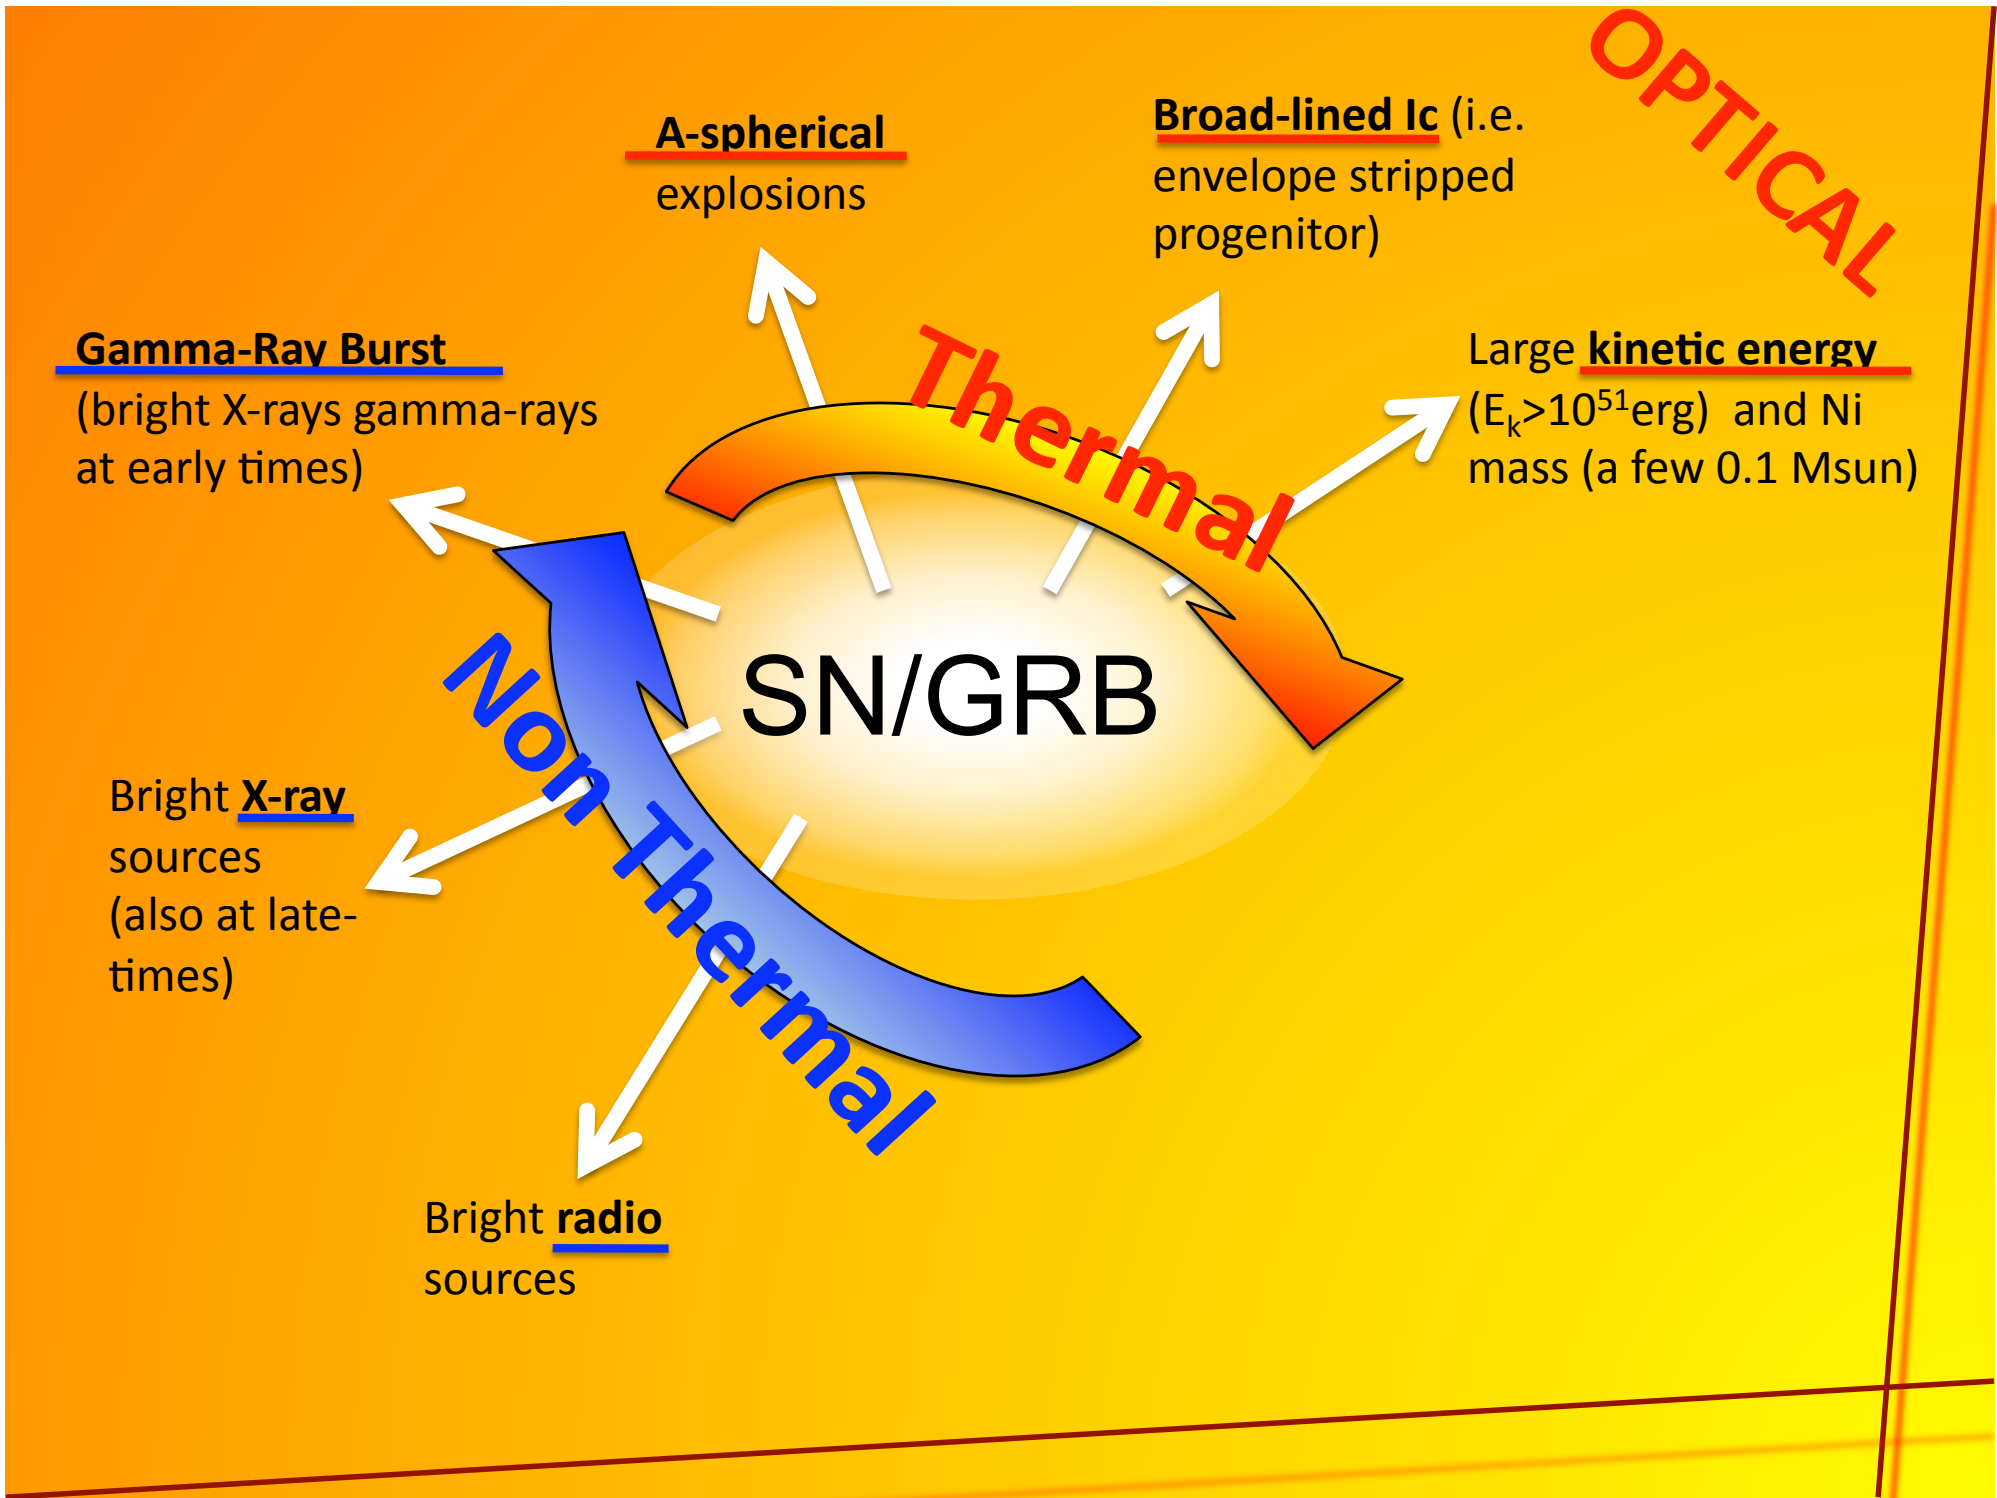 OPTICAL
A-spherical
explosions
Broad-lined Ic (i.e.
envelope stripped
progenitor)
Gamma-Ray Burst
(bright X-rays gamma-rays
at early times)
Large kinetic energy
(Eₖ>10⁵¹erg)  and Ni
mass (a few 0.1 Msun)
Thermal
SN/GRB
Non Thermal
Bright X-ray
sources
(also at late-
times)
Bright radio
sources